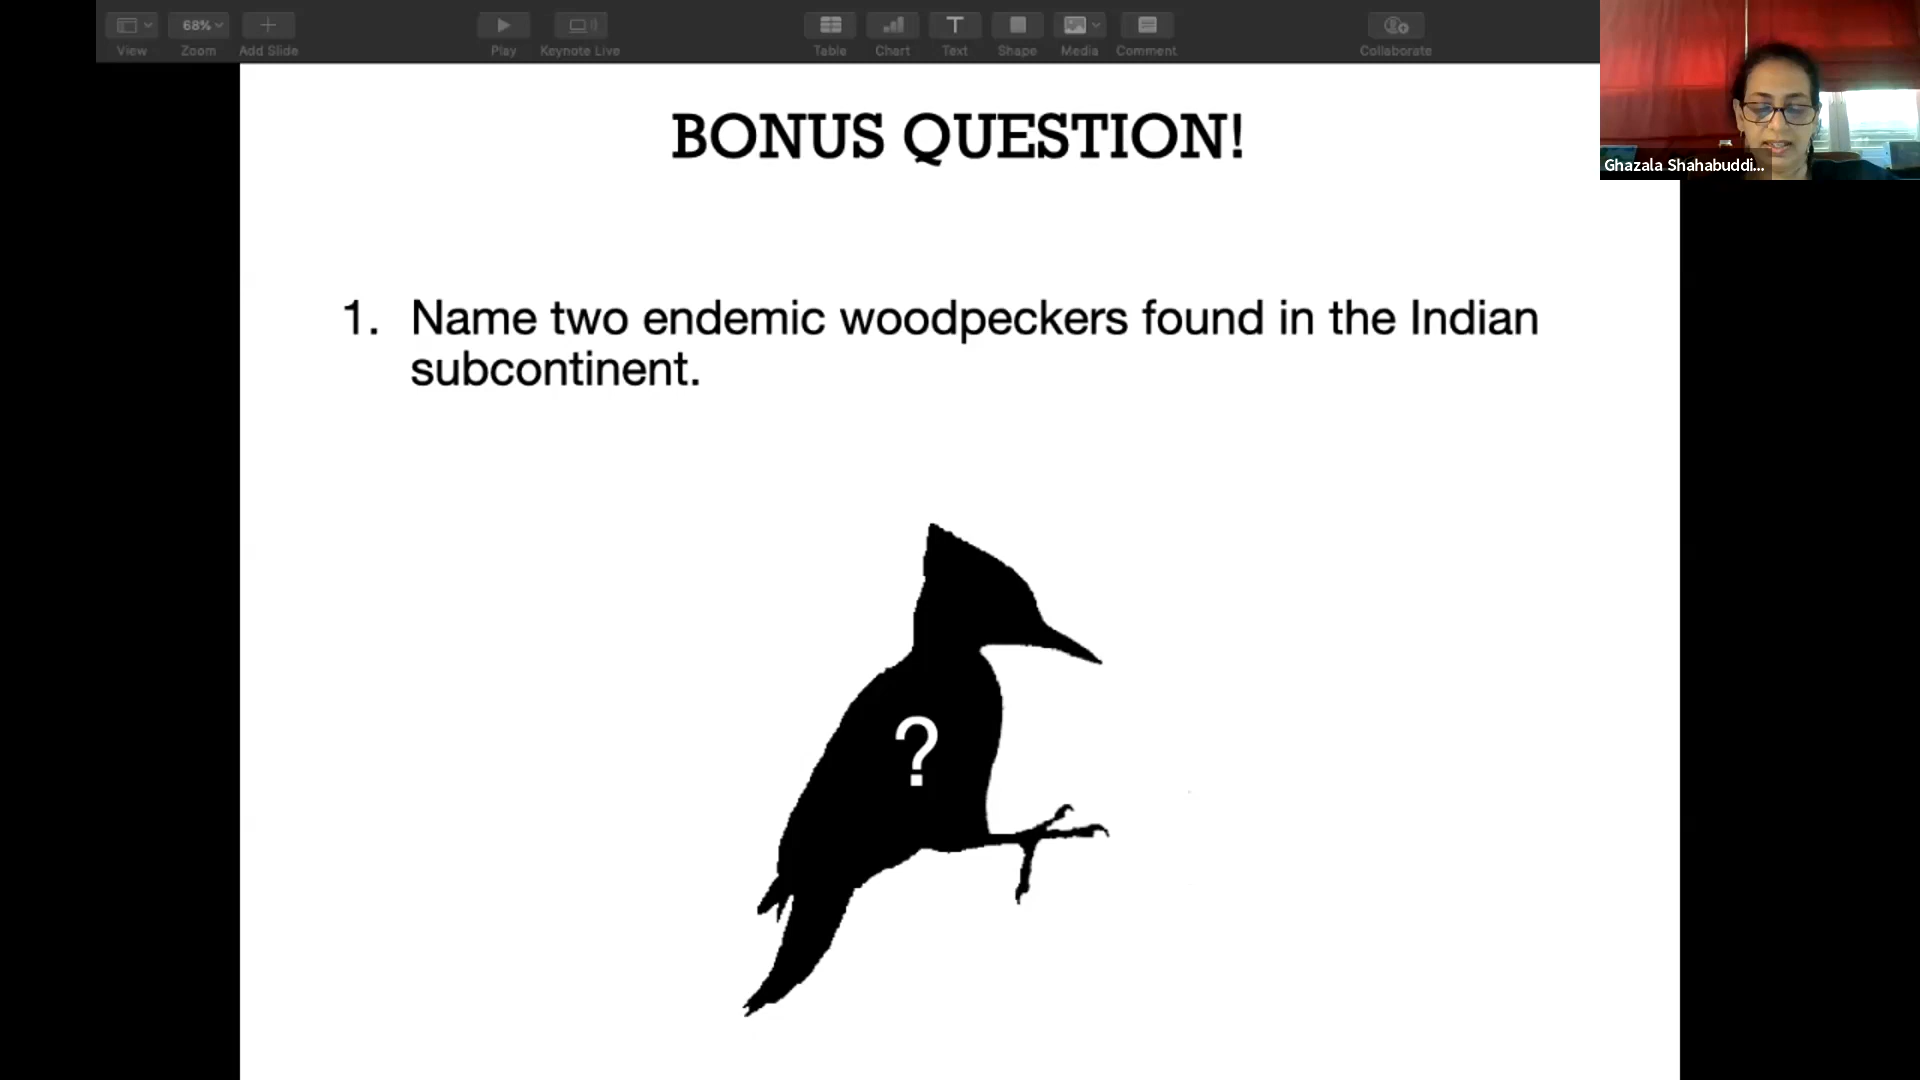 68%
View
Zoom
Add Slide
Play
Keynote Live
Table
Chart
Text
Shape
Media
Comment
Collaborate
Ghazala Shahabuddi...
BONUS QUESTION!
1. Name two endemic woodpeckers found in the Indian
subcontinent.
?